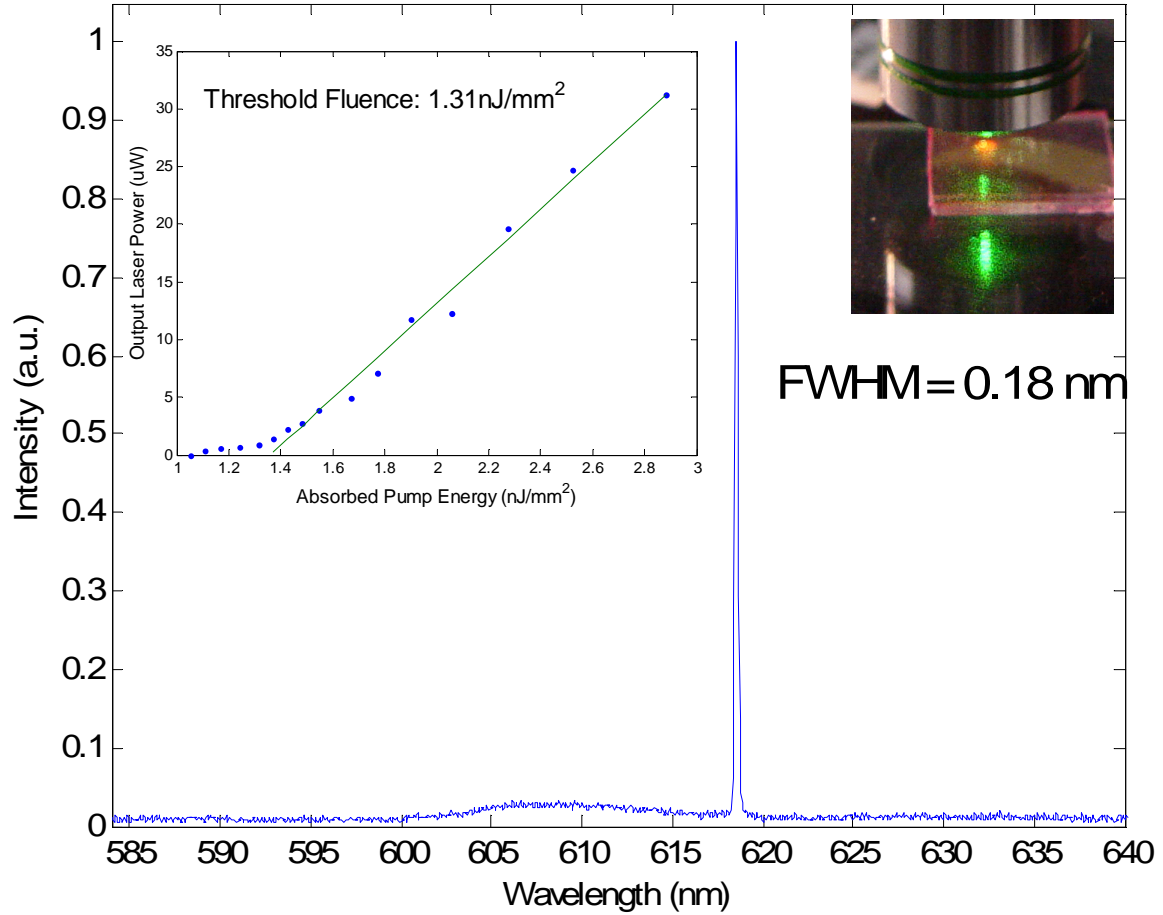 1
0.9
0.8
0.7
0.6
0.5
0.4
0.3
0.2
0.1
0
Intensity (a.u.)
585 590 595 600 605 610 615 620 625 630 635 640
Wavelength (nm)
35
30
25
20
15
10
5
0
Output Laser Power (uW)
Threshold Fluence: 1.31nJ/mm²
1 1.2 1.4 1.6 1.8 2 2.2 2.4 2.6 2.8 3
Absorbed Pump Energy (nJ/mm²)
FWHM = 0.18 nm